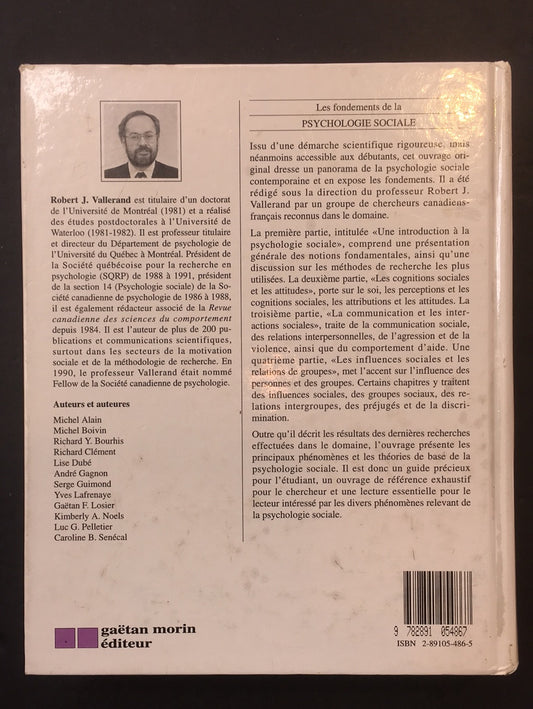 Robert J. Vallerand est titulaire d'un doctorat
de l'Université de Montréal (1981) et a réalisé
des études postdoctorales à l'Université de
Waterloo (1981-1982). Il est professeur titulaire
et directeur du Département de psychologie de
l'Université du Québec à Montréal. Président de
la Société québécoise pour la recherche en
psychologie (SQRP) de 1988 à 1991, président
de la section 14 (Psychologie sociale) de la So-
ciété canadienne de psychologie de 1986 à 1988,
il est également rédacteur associé de la Revue
canadienne des sciences du comportement
depuis 1984. Il est l'auteur de plus de 200 pu-
blications et communications scientifiques,
surtout dans les secteurs de la motivation
sociale et de la méthodologie de recherche. En
1990, le professeur Vallerand était nommé
Fellow de la Société canadienne de psychologie.
Auteurs et auteures
Michel Alain
Michel Boivin
Richard Y. Bourhis
Richard Clément
Lise Dubé
André Gagnon
Serge Guimond
Yves Lafrenaye
Gaëtan F. Losier
Kimberly A. Noels
Luc G. Pelletier
Caroline B. Senécal
gaëtan morin
éditeur
Les fondements de la
PSYCHOLOGIE SOCIALE
Issu d'une démarche scientifique rigoureuse, mais
néanmoins accessible aux débutants, cet ouvrage ori-
ginal dresse un panorama de la psychologie sociale
contemporaine et en expose les fondements. Il a été
rédigé sous la direction du professeur Robert J.
Vallerand par un groupe de chercheurs canadiens-
français reconnus dans le domaine.
La première partie, intitulée «Une introduction à la
psychologie sociale», comprend une présentation
générale des notions fondamentales, ainsi qu'une
discussion sur les méthodes de recherche les plus
utilisées. La deuxième partie, «Les cognitions sociales
et les attitudes», porte sur le soi, les perceptions et les
cognitions sociales, les attributions et les attitudes. La
troisième partie, «La communication et les inter-
actions sociales», traite de la communication sociale,
des relations interpersonnelles, de l'agression et de la
violence, ainsi que du comportement d'aide. Une
quatrième partie, «Les influences sociales et les
relations de groupes», met l'accent sur l'influence des
personnes et des groupes. Certains chapitres y traitent
des influences sociales, des groupes sociaux, des re-
lations intergroupes, des préjugés et de la discri-
mination.
Outre qu'il décrit les résultats des dernières recherches
effectuées dans le domaine, l'ouvrage présente les
principaux phénomènes et les théories de base de la
psychologie sociale. Il est donc un guide précieux
pour l'étudiant, un ouvrage de référence exhaustif
pour le chercheur et une lecture essentielle pour le
lecteur intéressé par les divers phénomènes relevant de
la psychologie sociale.
9 782891 054867
ISBN 2-89105-486-5